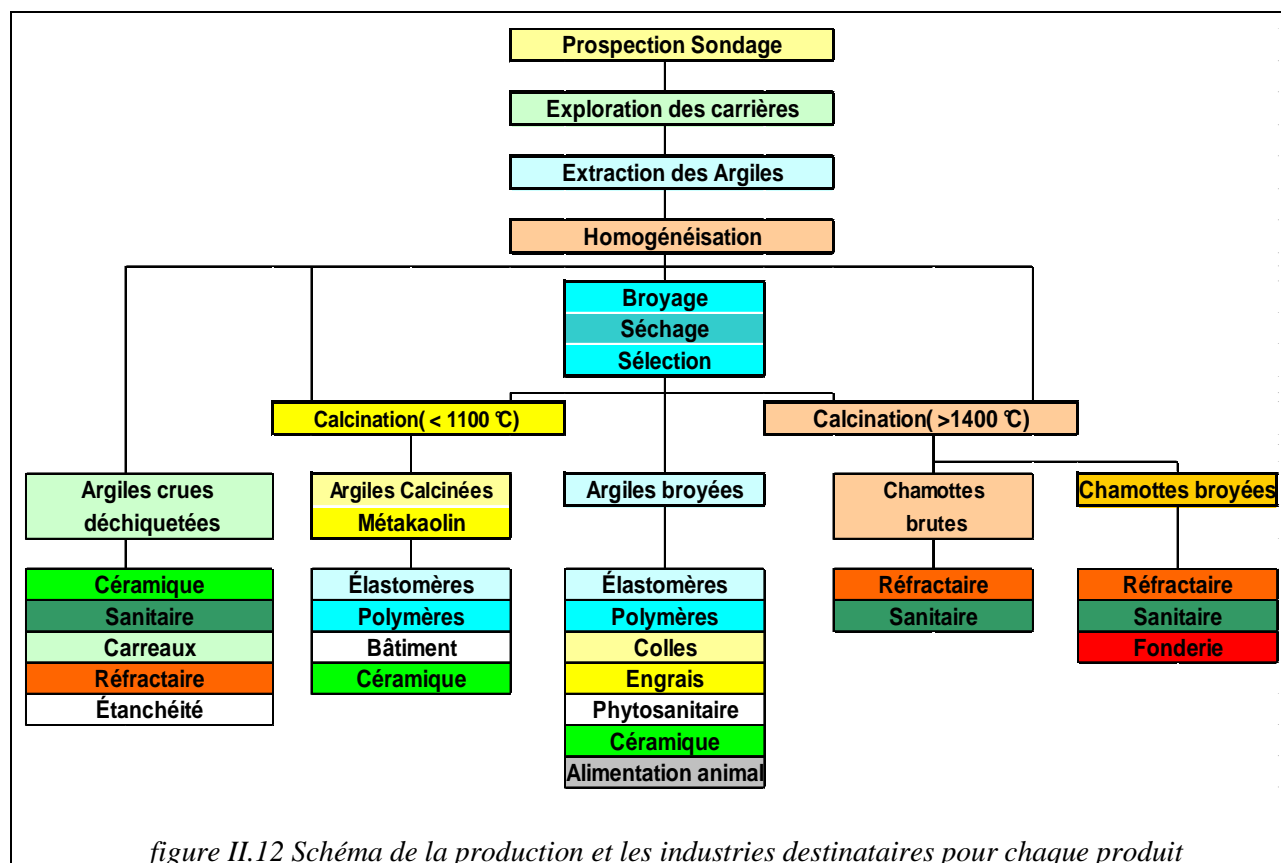 Prospection Sondage
Exploration des carrières
Extraction des Argiles
Homogénéisation
Broyage
Séchage
Sélection
Calcination( < 1100 °C)
Calcination( >1400 °C)
Argiles crues
déchiquetées
Argiles Calcinées
Métakaolin
Argiles broyées
Chamottes
brutes
Chamottes broyées
Céramique
Sanitaire
Carreaux
Réfractaire
Étanchéité
Élastomères
Polymères
Bâtiment
Céramique
Élastomères
Polymères
Colles
Engrais
Phytosanitaire
Céramique
Alimentation animal
Réfractaire
Sanitaire
Réfractaire
Sanitaire
Fonderie
figure II.12 Schéma de la production et les industries destinataires pour chaque produit